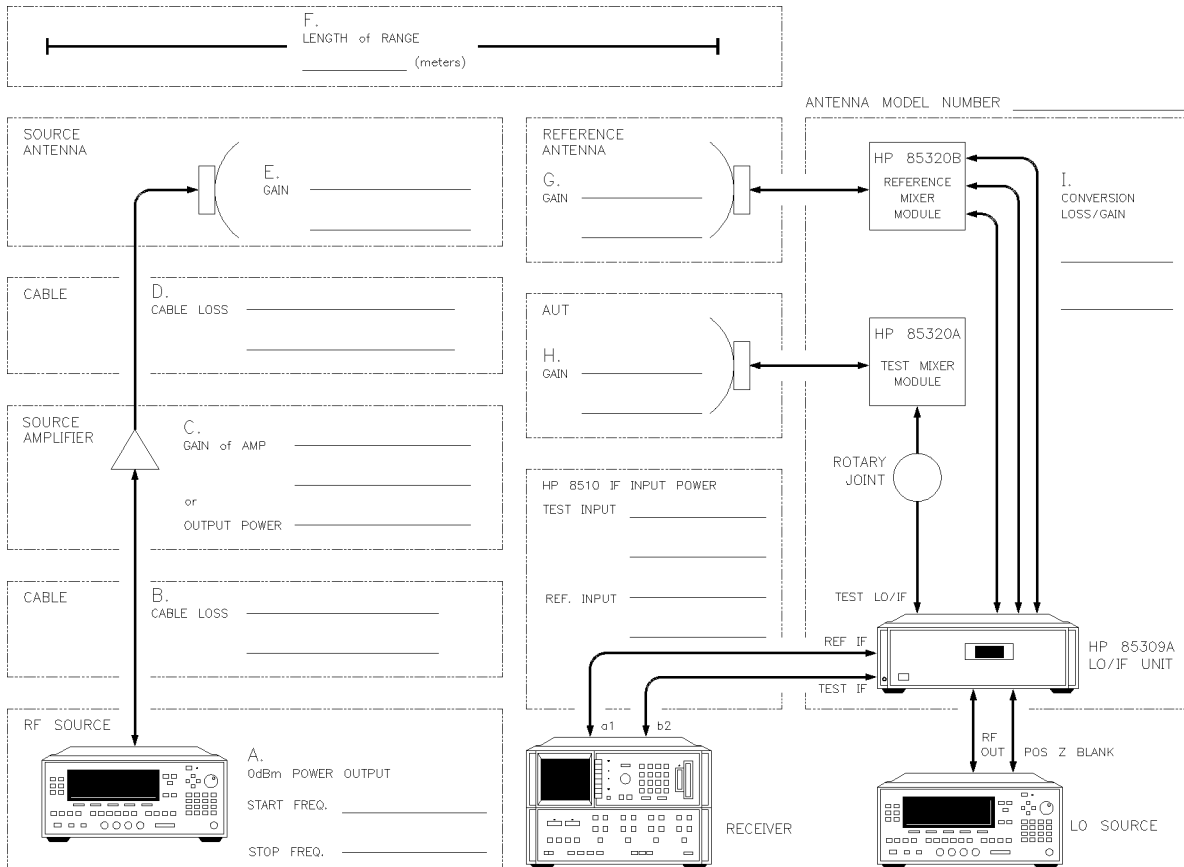 F.
LENGTH of RANGE
(meters)
ANTENNA MODEL NUMBER
SOURCE
ANTENNA
E.
GAIN
REFERENCE
ANTENNA
G.
GAIN
HP 85320B
REFERENCE
MIXER
MODULE
I.
CONVERSION
LOSS/GAIN
CABLE
D.
CABLE LOSS
AUT
H.
GAIN
HP 85320A
TEST MIXER
MODULE
SOURCE
AMPLIFIER
C.
GAIN of AMP
or
OUTPUT POWER
ROTARY
JOINT
HP 8510 IF INPUT POWER
TEST INPUT
REF. INPUT
CABLE
B.
CABLE LOSS
TEST LO/IF
REF IF
TEST IF
HP 85309A
LO/IF UNIT
RF SOURCE
A.
0dBm POWER OUTPUT
START FREQ.
STOP FREQ.
a1
b2
RECEIVER
RF
OUT
POS Z BLANK
LO SOURCE